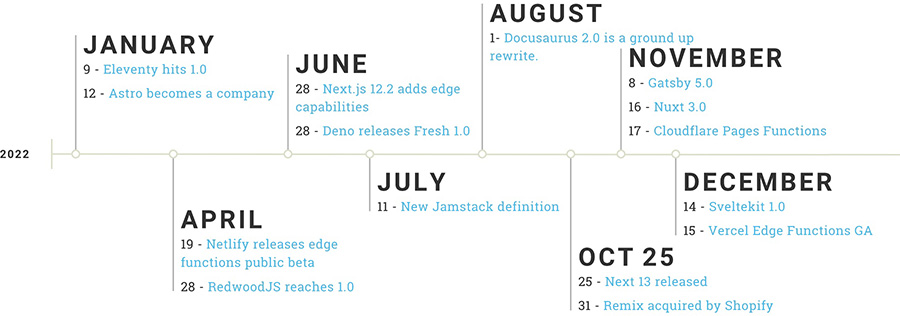 2022
JANUARY
9 - Eleventy hits 1.0
12 - Astro becomes a company
APRIL
19 - Netlify releases edge
functions public beta
28 - RedwoodJS reaches 1.0
JUNE
28 - Next.js 12.2 adds edge
capabilities
28 - Deno releases Fresh 1.0
JULY
11 - New Jamstack definition
AUGUST
1- Docusaurus 2.0 is a ground up
rewrite.
OCT 25
25 - Next 13 released
31 - Remix acquired by Shopify
NOVEMBER
8 - Gatsby 5.0
16 - Nuxt 3.0
17 - Cloudflare Pages Functions
DECEMBER
14 - Sveltekit 1.0
15 - Vercel Edge Functions GA